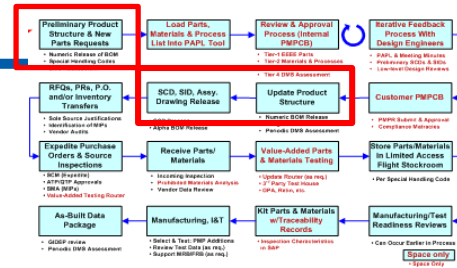 Preliminary Product
Structure & New
Parts Requests
• Numeric Release of BOM
• Special Handling Codes
Load Parts,
Materials & Process
List Into PAPL Tool
Review & Approval
Process (Internal
PMPCB)
• Tier-1 EEEE Parts
• Tier-2 Materials & Processes
• Tier-4 DMS Assessment
Iterative Feedback
Process With
Design Engineers
• PAPL & Meeting Minutes
• Preliminary SCDs & SIDs
• Low-level Design Reviews
RFQs, PRs, P.O.
and/or Inventory
Transfers
• Sole Source Justifications
• Identification of MIPs
• Vendor Audits
SCD, SID, Assy.
Drawing Release
• Alpha BOM Release
Update Product
Structure
• Numeric BOM Release
• Periodic DMS Assessment
Customer PMPCB
• PMPR Submit & Approval
• Compliance Matracies
Expedite Purchase
Orders & Source
Inspections
• BCM (Expedite)
• ATP/QTP Approvals
• SMA (MIPs)
• Value-Added Testing Router
Receive Parts/
Materials
• Incoming Inspection
• Prohibited Materials Analysis
• Vendor Data Review
Value-Added Parts
& Materials Testing
• Update Router (as req.)
• 3rd Party Test House
• DPA, Reno, etc.
Store Parts/Materials
In Limited Access
Flight Stockroom
• Per Special Handling Code
As-Built Data
Package
• GIDEP review
• Periodic DMS Assessment
Manufacturing, I&T
• Select & Test: PMP Additions
• Review Test Data (as req.)
• Support MRB/FRB (as req.)
Kit Parts & Materials
w/Traceability
Records
• Inspection Characteristics
in SAP
Manufacturing/Test
Readiness Reviews
• Can Occur Earlier in Process
Space only
• Space Only